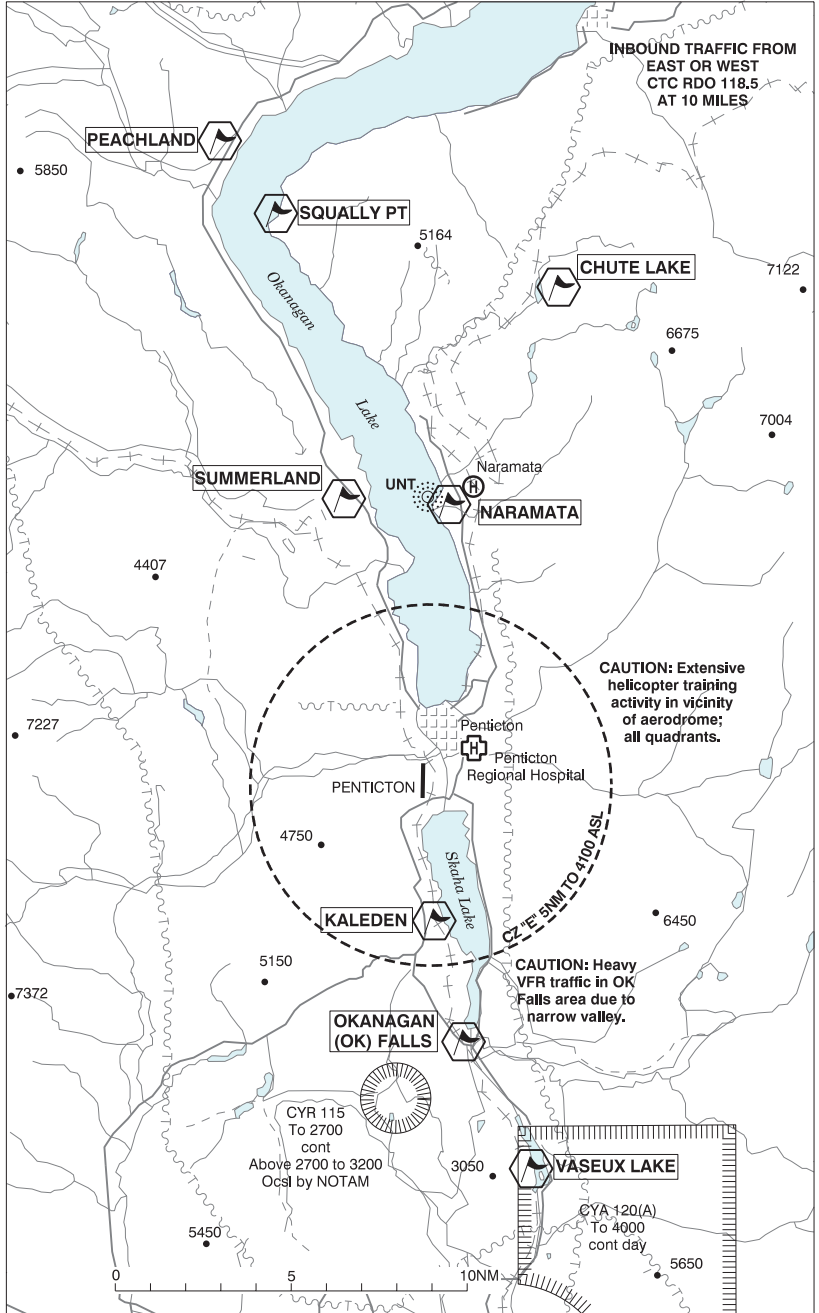 INBOUND TRAFFIC FROM
EAST OR WEST
CTC RDO 118.5
AT 10 MILES
PEACHLAND
5850
SQUALLY PT
5164
CHUTE LAKE
7122
Okanagan
6675
Lake
7004
Naramata
H
SUMMERLAND
UNT
NARAMATA
4407
CAUTION: Extensive
helicopter training
activity in vicinity
of aerodrome;
all quadrants.
7227
Penticton
H
Penticton
Regional Hospital
PENTICTON
4750
Skaha Lake
CZ "E" 5NM TO 4100 ASL
KALEDEN
6450
5150
7372
CAUTION: Heavy
VFR traffic in OK
Falls area due to
narrow valley.
OKANAGAN
(OK) FALLS
CYR 115
To 2700
cont
Above 2700 to 3200
Ocsl by NOTAM
3050
VASEUX LAKE
CYA 120(A)
To 4000
cont day
5450
5650
0 5 10NM